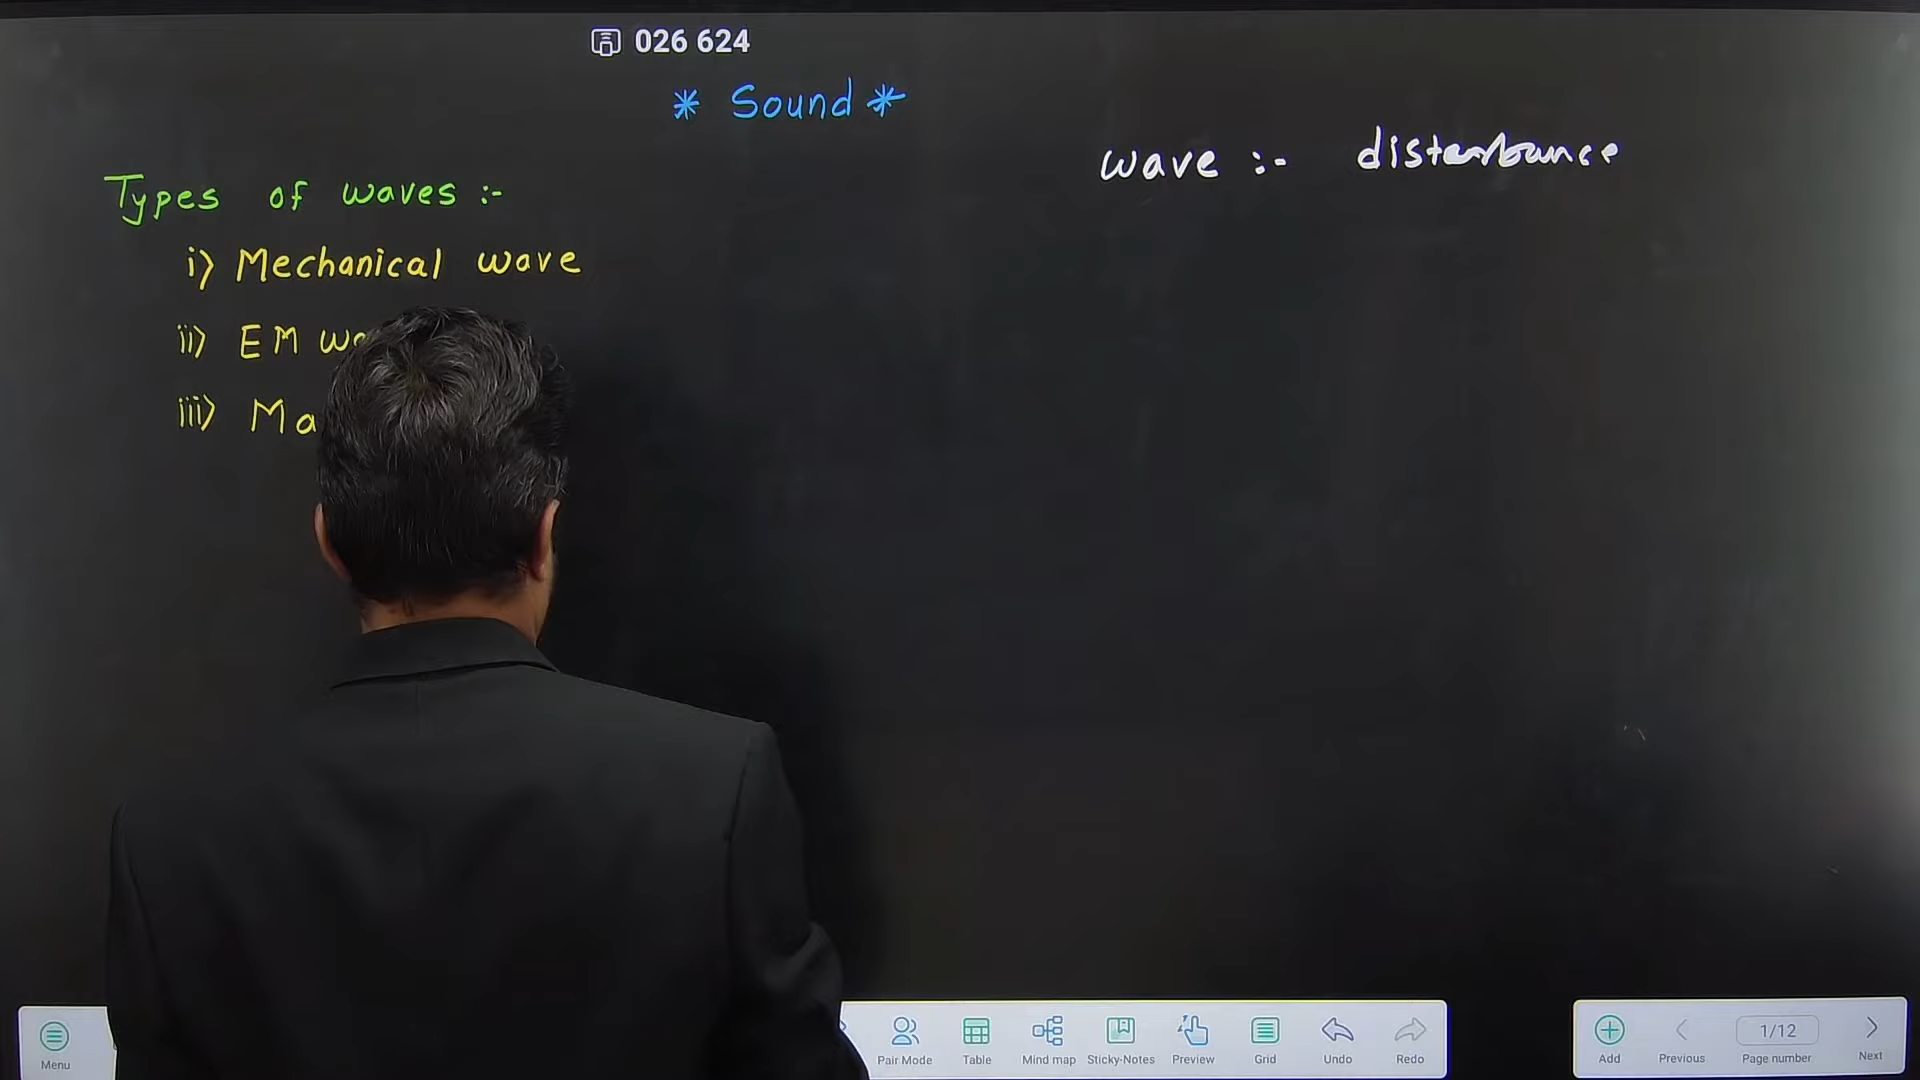 026 624
* Sound *
wave :- disturbance
Types of waves :-
i) Mechanical wave
ii) EM
iii)
Menu
Pair Mode
Table
Mind map
Sticky-Notes
Preview
Grid
Undo
Redo
Add
Previous
1/12
Page number
Next